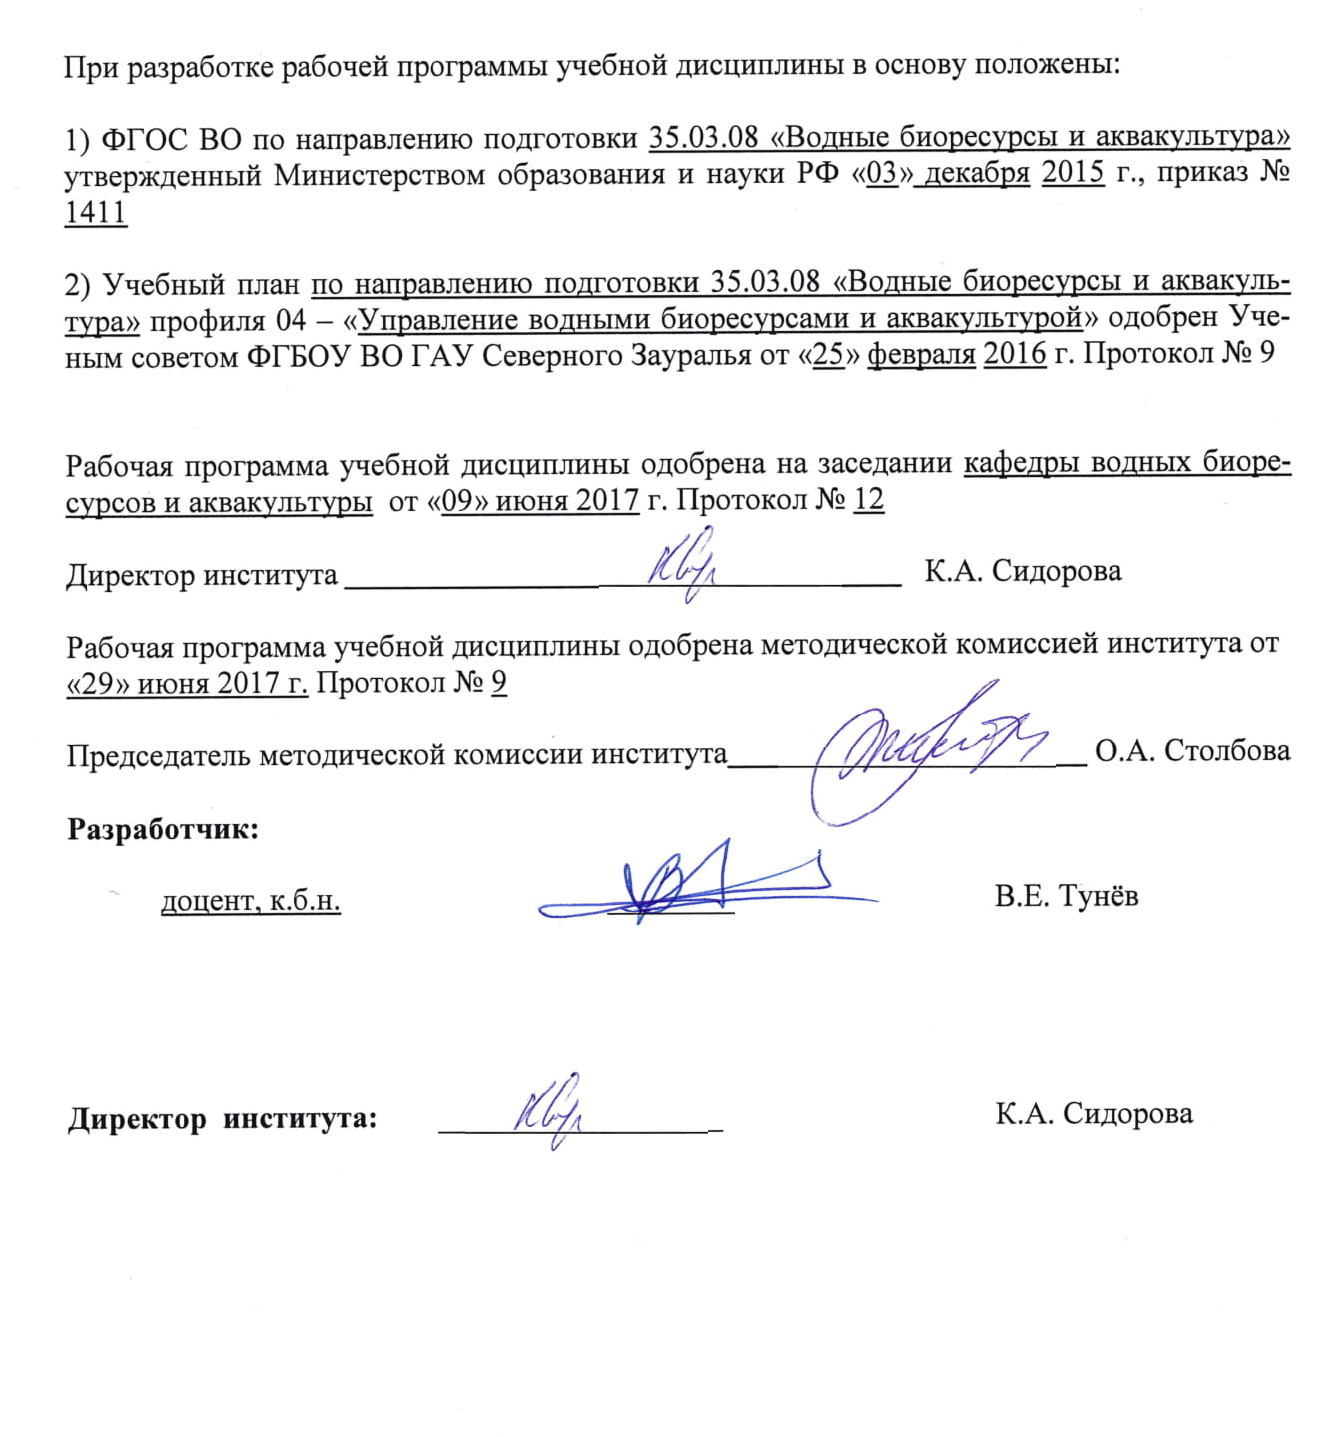 При разработке рабочей программы учебной дисциплины в основу положены:
1) ФГОС ВО по направлению подготовки 35.03.08 «Водные биоресурсы и аквакультура»
утвержденный Министерством образования и науки РФ «03» декабря 2015 г., приказ №
1411
2) Учебный план по направлению подготовки 35.03.08 «Водные биоресурсы и аквакуль-
тура» профиля 04 – «Управление водными биоресурсами и аквакультурой» одобрен Уче-
ным советом ФГБОУ ВО ГАУ Северного Зауралья от «25» февраля 2016 г. Протокол № 9
Рабочая программа учебной дисциплины одобрена на заседании кафедры водных биоре-
сурсов и аквакультуры от «09» июня 2017 г. Протокол № 12
Директор института К.А. Сидорова
Рабочая программа учебной дисциплины одобрена методической комиссией института от
«29» июня 2017 г. Протокол № 9
Председатель методической комиссии института О.А. Столбова
Разработчик:
доцент, к.б.н. В.Е. Тунёв
Директор института: К.А. Сидорова